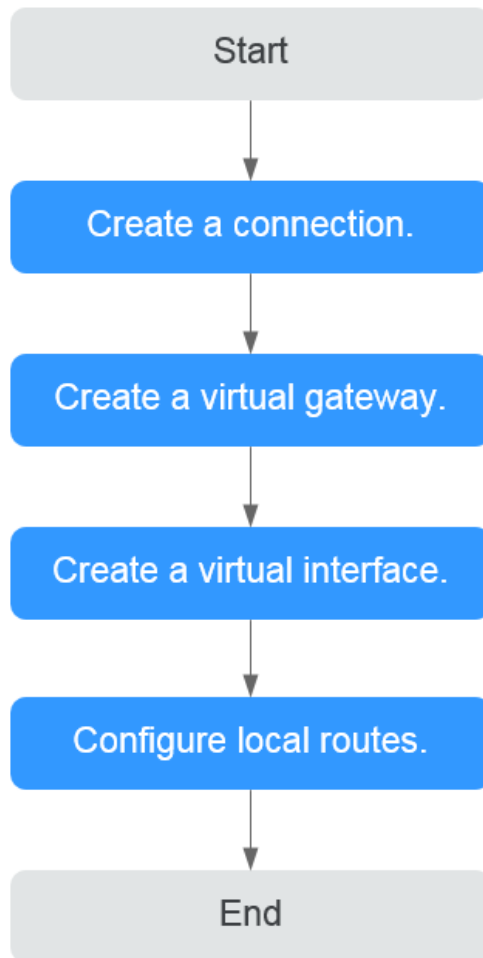 Start
Create a connection.
Create a virtual gateway.
Create a virtual interface.
Configure local routes.
End